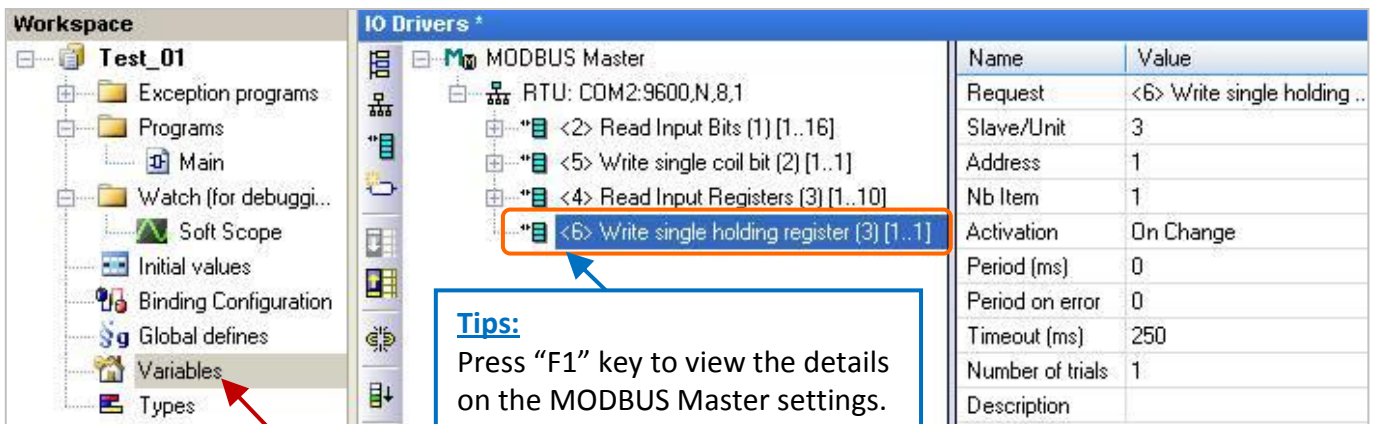 Workspace
Test_01
Exception programs
Programs
Main
Watch (for debuggi...
Soft Scope
Initial values
Binding Configuration
Global defines
Variables
Types
IO Drivers *
MODBUS Master
RTU: COM2:9600,N,8,1
<2> Read Input Bits (1) [1..16]
<5> Write single coil bit (2) [1..1]
<4> Read Input Registers (3) [1..10]
<6> Write single holding register (3) [1..1]
Tips:
Press “F1” key to view the details
on the MODBUS Master settings.
Name Value
Request <6> Write single holding ..
Slave/Unit 3
Address 1
Nb Item 1
Activation On Change
Period (ms) 0
Period on error 0
Timeout (ms) 250
Number of trials 1
Description